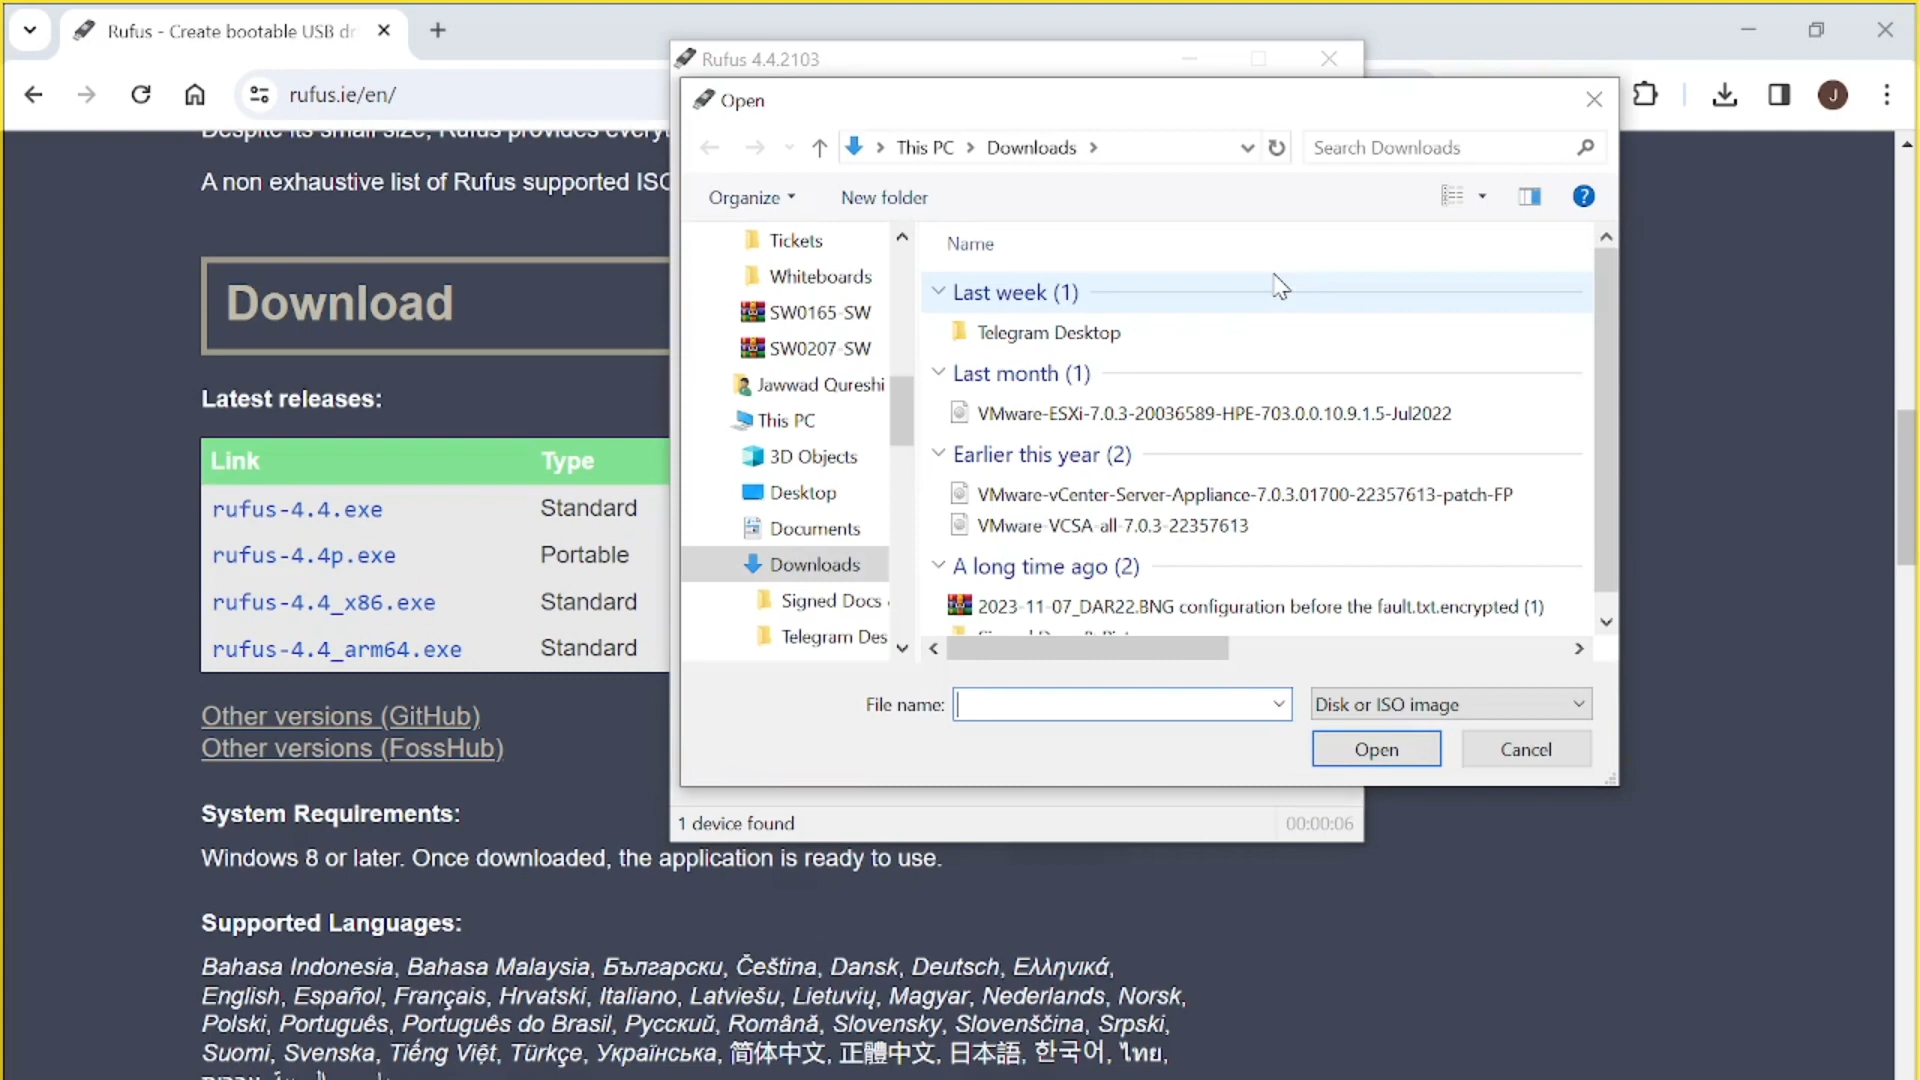 Rufus - Create bootable USB dr
rufus.ie/en/
Despite its small size, Rufus provides every
A non exhaustive list of Rufus supported ISO
Download
Latest releases:
Link Type
rufus-4.4.exe Standard
rufus-4.4p.exe Portable
rufus-4.4_x86.exe Standard
rufus-4.4_arm64.exe Standard
Other versions (GitHub)
Other versions (FossHub)
System Requirements:
Windows 8 or later. Once downloaded, the application is ready to use.
Supported Languages:
Bahasa Indonesia, Bahasa Malaysia, Български, Čeština, Dansk, Deutsch, Ελληνικά,
English, Español, Français, Hrvatski, Italiano, Latviešu, Lietuvių, Magyar, Nederlands, Norsk,
Polski, Português, Português do Brasil, Русский, Română, Slovensky, Slovenščina, Srpski,
Suomi, Svenska, Tiếng Việt, Türkçe, Українська, 简体中文, 正體中文, 日本語, 한국어, ไทย,
J
Rufus 4.4.2103
Open
This PC Downloads
Search Downloads
Organize New folder
?
Tickets
Whiteboards
SW0165-SW
SW0207-SW
Jawwad Qureshi
This PC
3D Objects
Desktop
Documents
Downloads
Signed Docs
Telegram Des
Name
Last week (1)
Telegram Desktop
Last month (1)
VMware-ESXi-7.0.3-20036589-HPE-703.0.0.10.9.1.5-Jul2022
Earlier this year (2)
VMware-vCenter-Server-Appliance-7.0.3.01700-22357613-patch-FP
VMware-VCSA-all-7.0.3-22357613
A long time ago (2)
2023-11-07_DAR22.BNG configuration before the fault.txt.encrypted (1)
File name:
Disk or ISO image
Open Cancel
1 device found 00:00:06